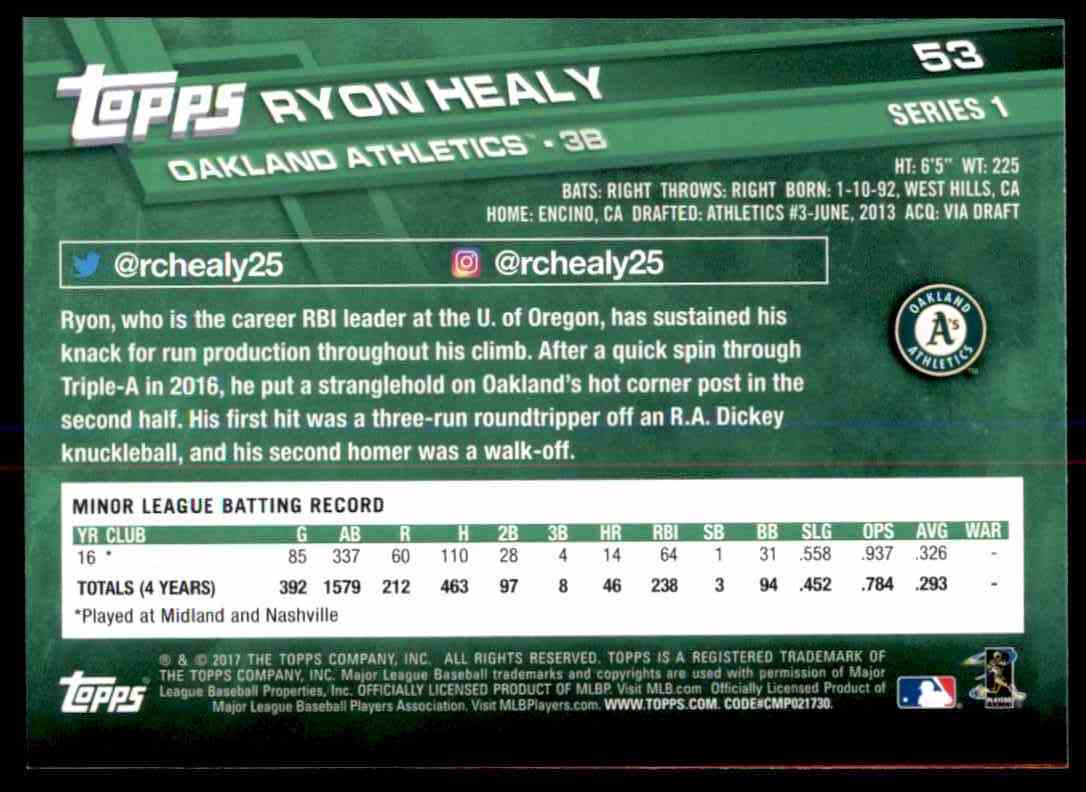 TOPPS RYON HEALY 53
OAKLAND ATHLETICS™ • 3B SERIES 1
HT: 6'5" WT: 225
BATS: RIGHT THROWS: RIGHT BORN: 1-10-92, WEST HILLS, CA
HOME: ENCINO, CA DRAFTED: ATHLETICS #3-JUNE, 2013 ACQ: VIA DRAFT
@rchealy25 @rchealy25
OAKLAND
A's
ATHLETICS
Ryon, who is the career RBI leader at the U. of Oregon, has sustained his
knack for run production throughout his climb. After a quick spin through
Triple-A in 2016, he put a stranglehold on Oakland's hot corner post in the
second half. His first hit was a three-run roundtripper off an R.A. Dickey
knuckleball, and his second homer was a walk-off.
MINOR LEAGUE BATTING RECORD
YR CLUB G AB R H 2B 3B HR RBI SB BB SLG OPS AVG WAR
16 * 85 337 60 110 28 4 14 64 1 31 .558 .937 .326 -
TOTALS (4 YEARS) 392 1579 212 463 97 8 46 238 3 94 .452 .784 .293 -
*Played at Midland and Nashville
® & © 2017 THE TOPPS COMPANY, INC. ALL RIGHTS RESERVED. TOPPS IS A REGISTERED TRADEMARK OF
THE TOPPS COMPANY, INC. Major League Baseball trademarks and copyrights are used with permission of Major
League Baseball Properties, Inc. OFFICIALLY LICENSED PRODUCT OF MLBP. Visit MLB.com Officially Licensed Product of
Major League Baseball Players Association. Visit MLBPlayers.com. WWW.TOPPS.COM. CODE#CMP021730.
TOPPS